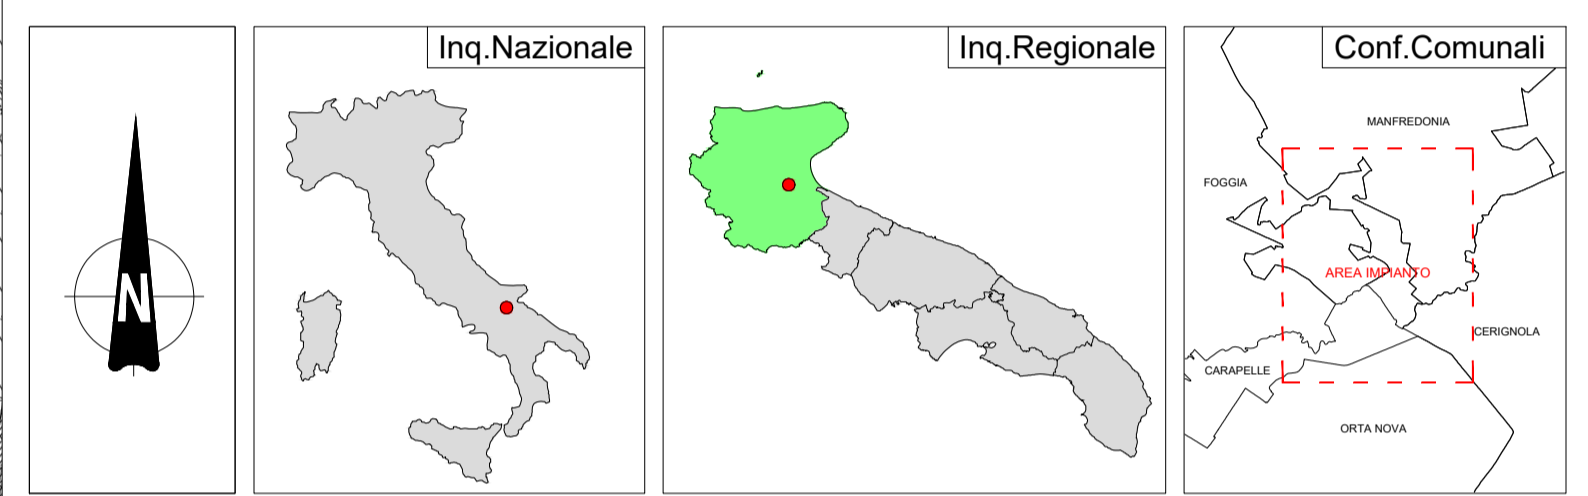 N
Inq.Nazionale
Inq.Regionale
Conf.Comunali
MANFREDONIA
FOGGIA
AREA IMPIANTO
CERIGNOLA
CARAPELLE
ORTA NOVA